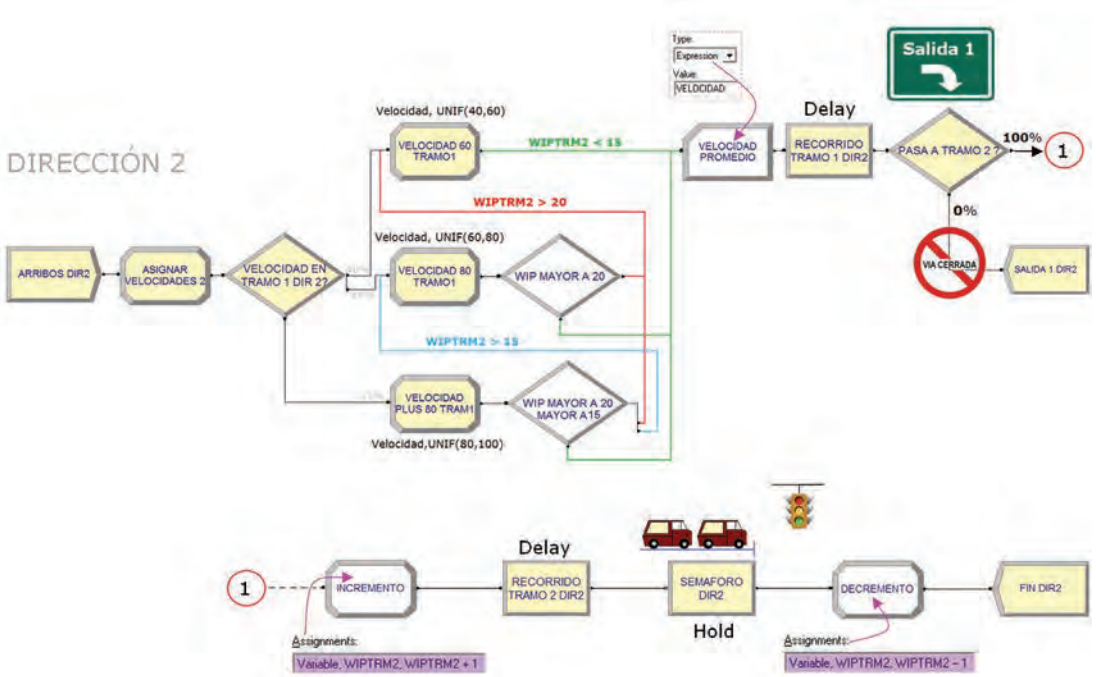 DIRECCIÓN 2
ARRIBOS DIR2
ASIGNAR
VELOCIDADES 2
VELOCIDAD EN
TRAMO 1 DIR 2?
Velocidad, UNIF(40,60)
VELOCIDAD 60
TRAMO1
WIPTRM2 < 15
WIPTRM2 > 20
Velocidad, UNIF(60,80)
VELOCIDAD 80
TRAMO1
WIP MAYOR A 20
WIPTRM2 > 15
VELOCIDAD
PLUS 80 TRAM1
WIP MAYOR A 20
MAYOR A15
Velocidad,UNIF(80,100)
Type:
Expression
Value:
VELOCIDAD
VELOCIDAD
PROMEDIO
Delay
RECORRIDO
TRAMO 1 DIR2
Salida 1
PASA A TRAMO 2 ?
100%
1
0%
VIA CERRADA
SALIDA 1 DIR2
1
INCREMENTO
Assignments:
Variable, WIPTRM2, WIPTRM2 + 1
Delay
RECORRIDO
TRAMO 2 DIR2
SEMAFORO
DIR2
Hold
DECREMENTO
Assignments:
Variable, WIPTRM2, WIPTRM2 – 1
FIN DIR2